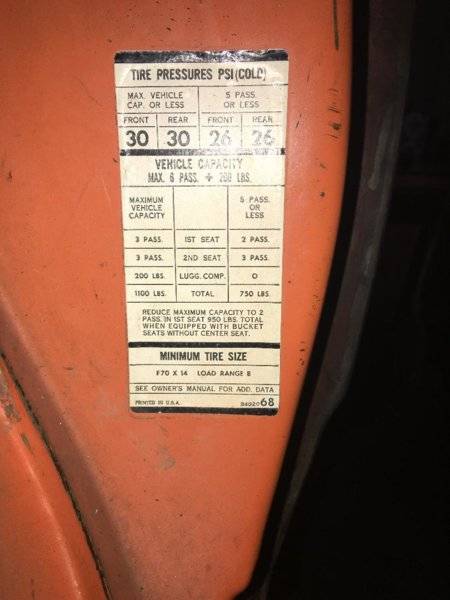 TIRE PRESSURES PSI (COLD)
MAX. VEHICLE CAP. OR LESS
5 PASS. OR LESS
FRONT REAR FRONT REAR
30 30 26 26
VEHICLE CAPACITY
MAX. 6 PASS. + 200 LBS.
MAXIMUM VEHICLE CAPACITY
5 PASS. OR LESS
3 PASS. 1ST SEAT 2 PASS.
3 PASS. 2ND SEAT 3 PASS.
200 LBS. LUGG. COMP. 0
1100 LBS. TOTAL 750 LBS.
REDUCE MAXIMUM CAPACITY TO 2
PASS. IN 1ST SEAT 950 LBS. TOTAL
WHEN EQUIPPED WITH BUCKET
SEATS WITHOUT CENTER SEAT.
MINIMUM TIRE SIZE
F70 X 14 LOAD RANGE B
SEE OWNER'S MANUAL FOR ADD. DATA
PRINTED IN U.S.A. 68